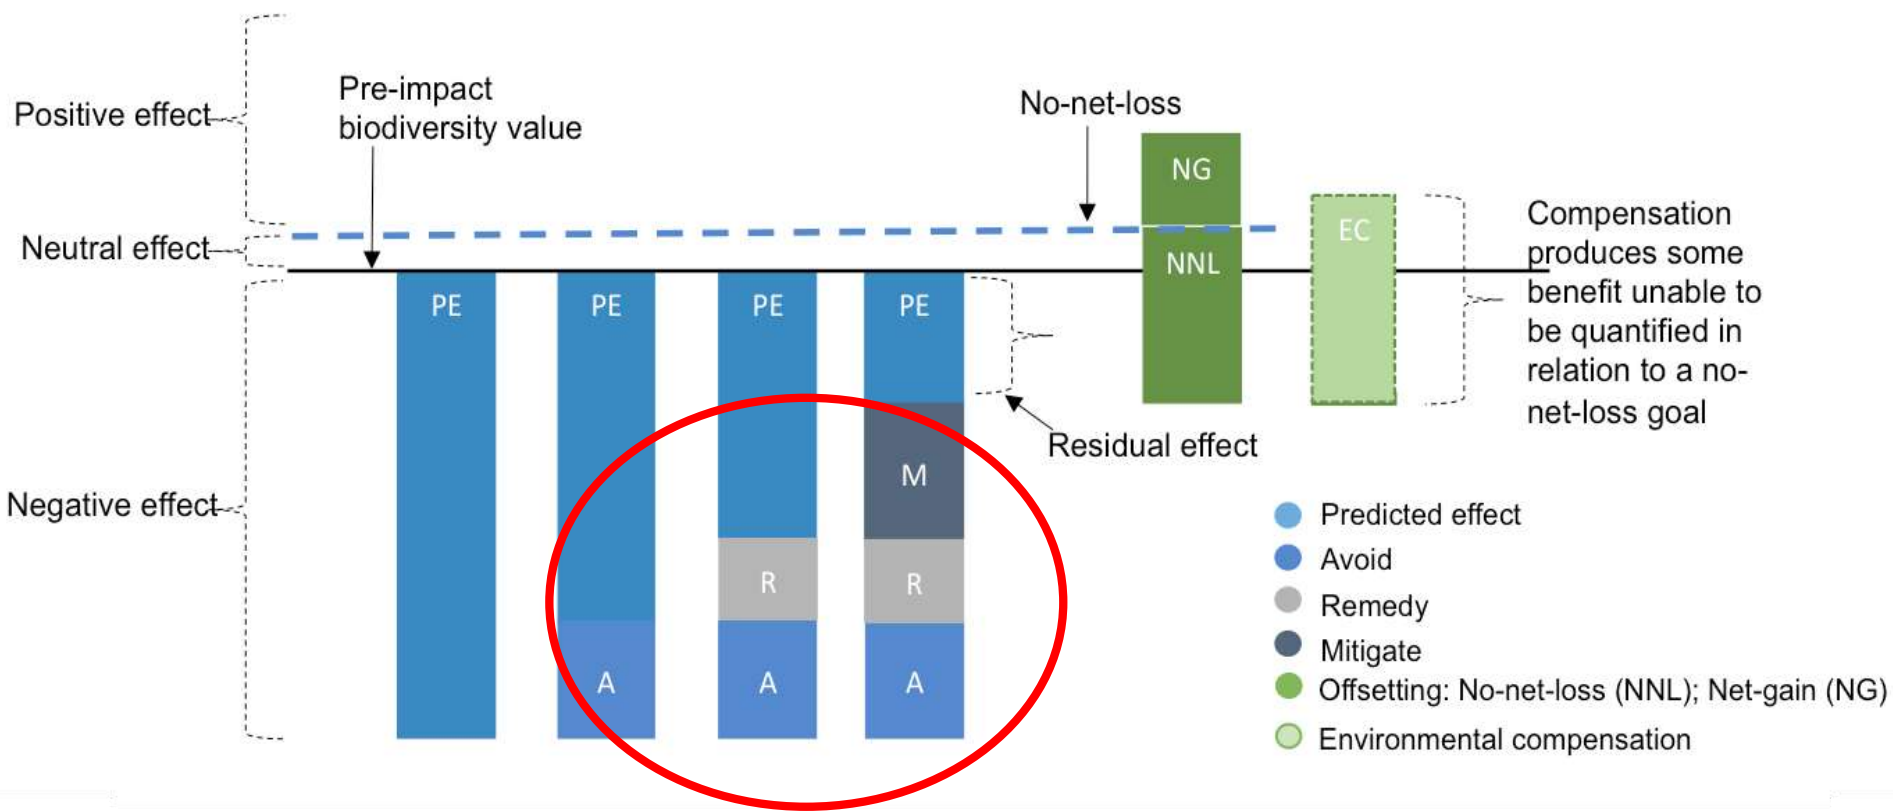 Positive effect
Pre-impact
biodiversity value
No-net-loss
Neutral effect
Negative effect
PE
PE
A
PE
R
A
PE
M
R
A
Residual effect
NG
NNL
EC
Compensation
produces some
benefit unable to
be quantified in
relation to a no-
net-loss goal
Predicted effect
Avoid
Remedy
Mitigate
Offsetting: No-net-loss (NNL); Net-gain (NG)
Environmental compensation